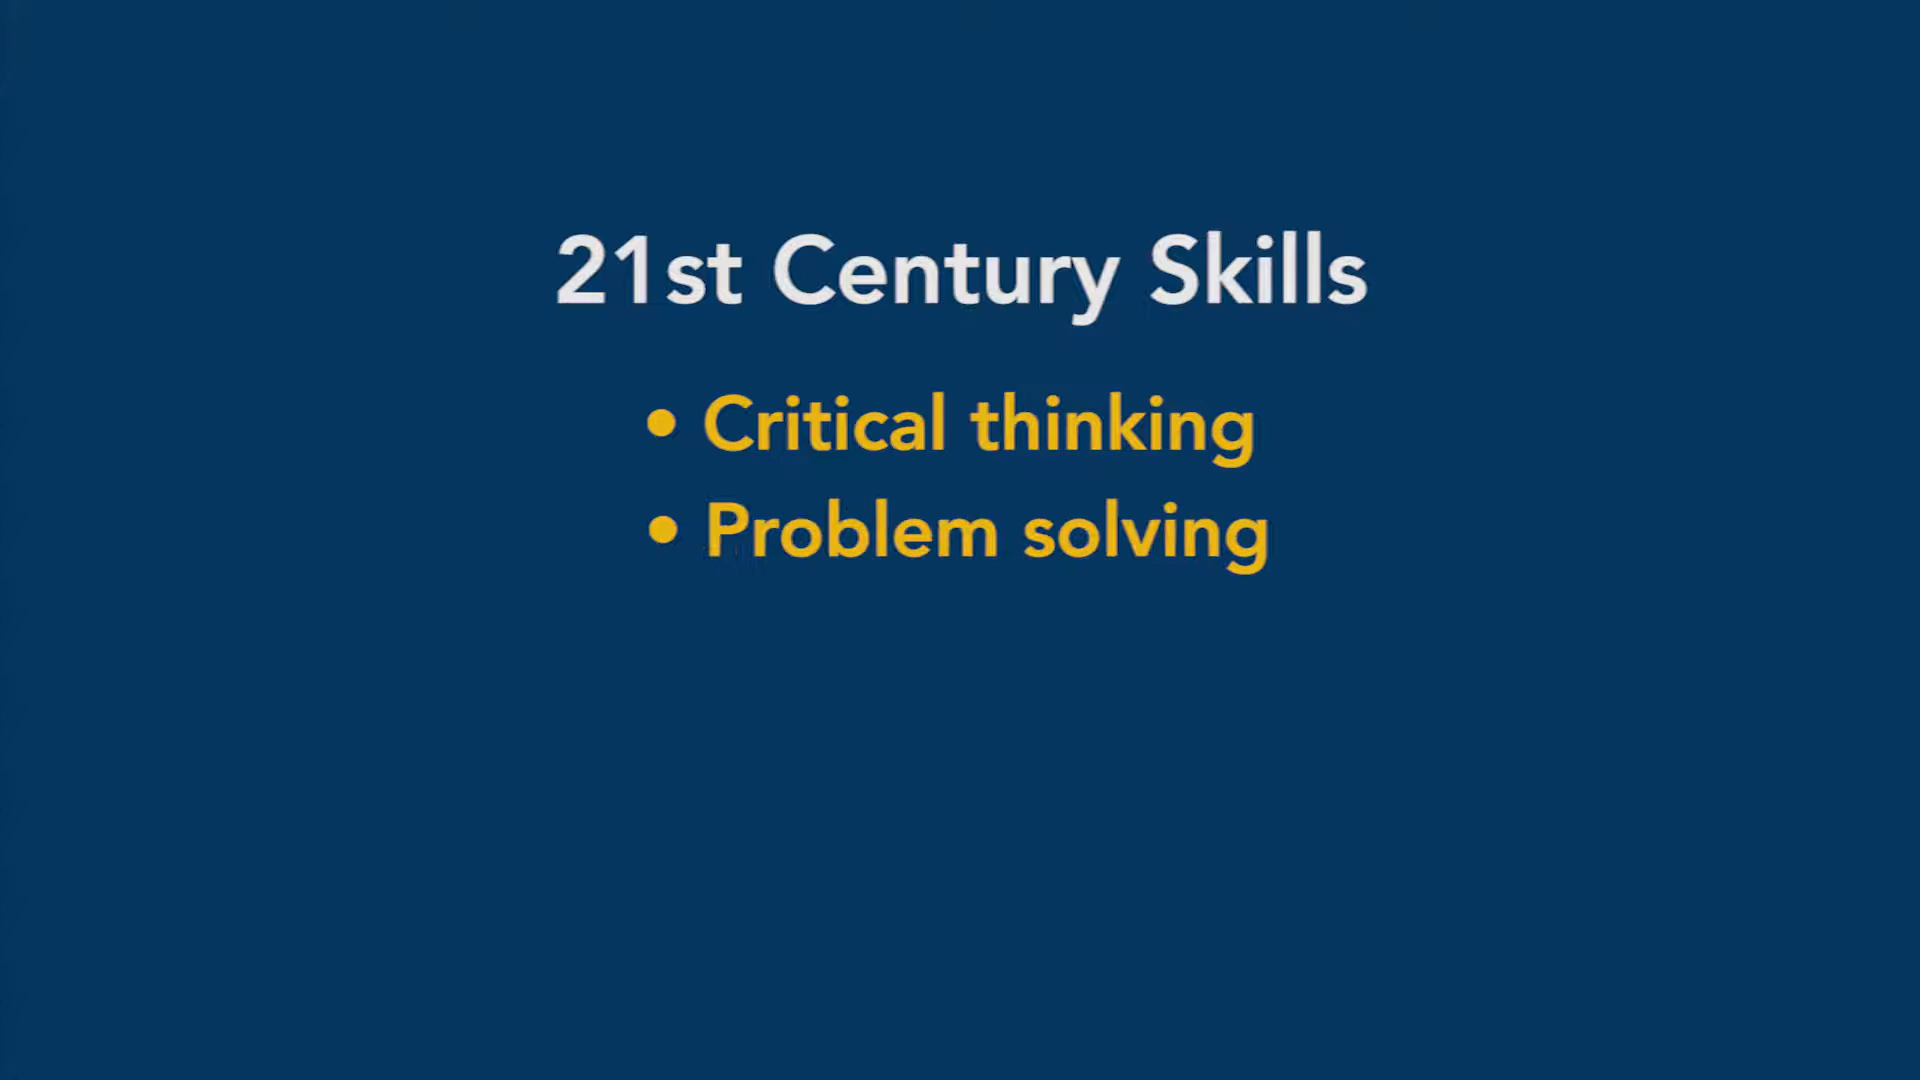 21st Century Skills
• Critical thinking
• Problem solving